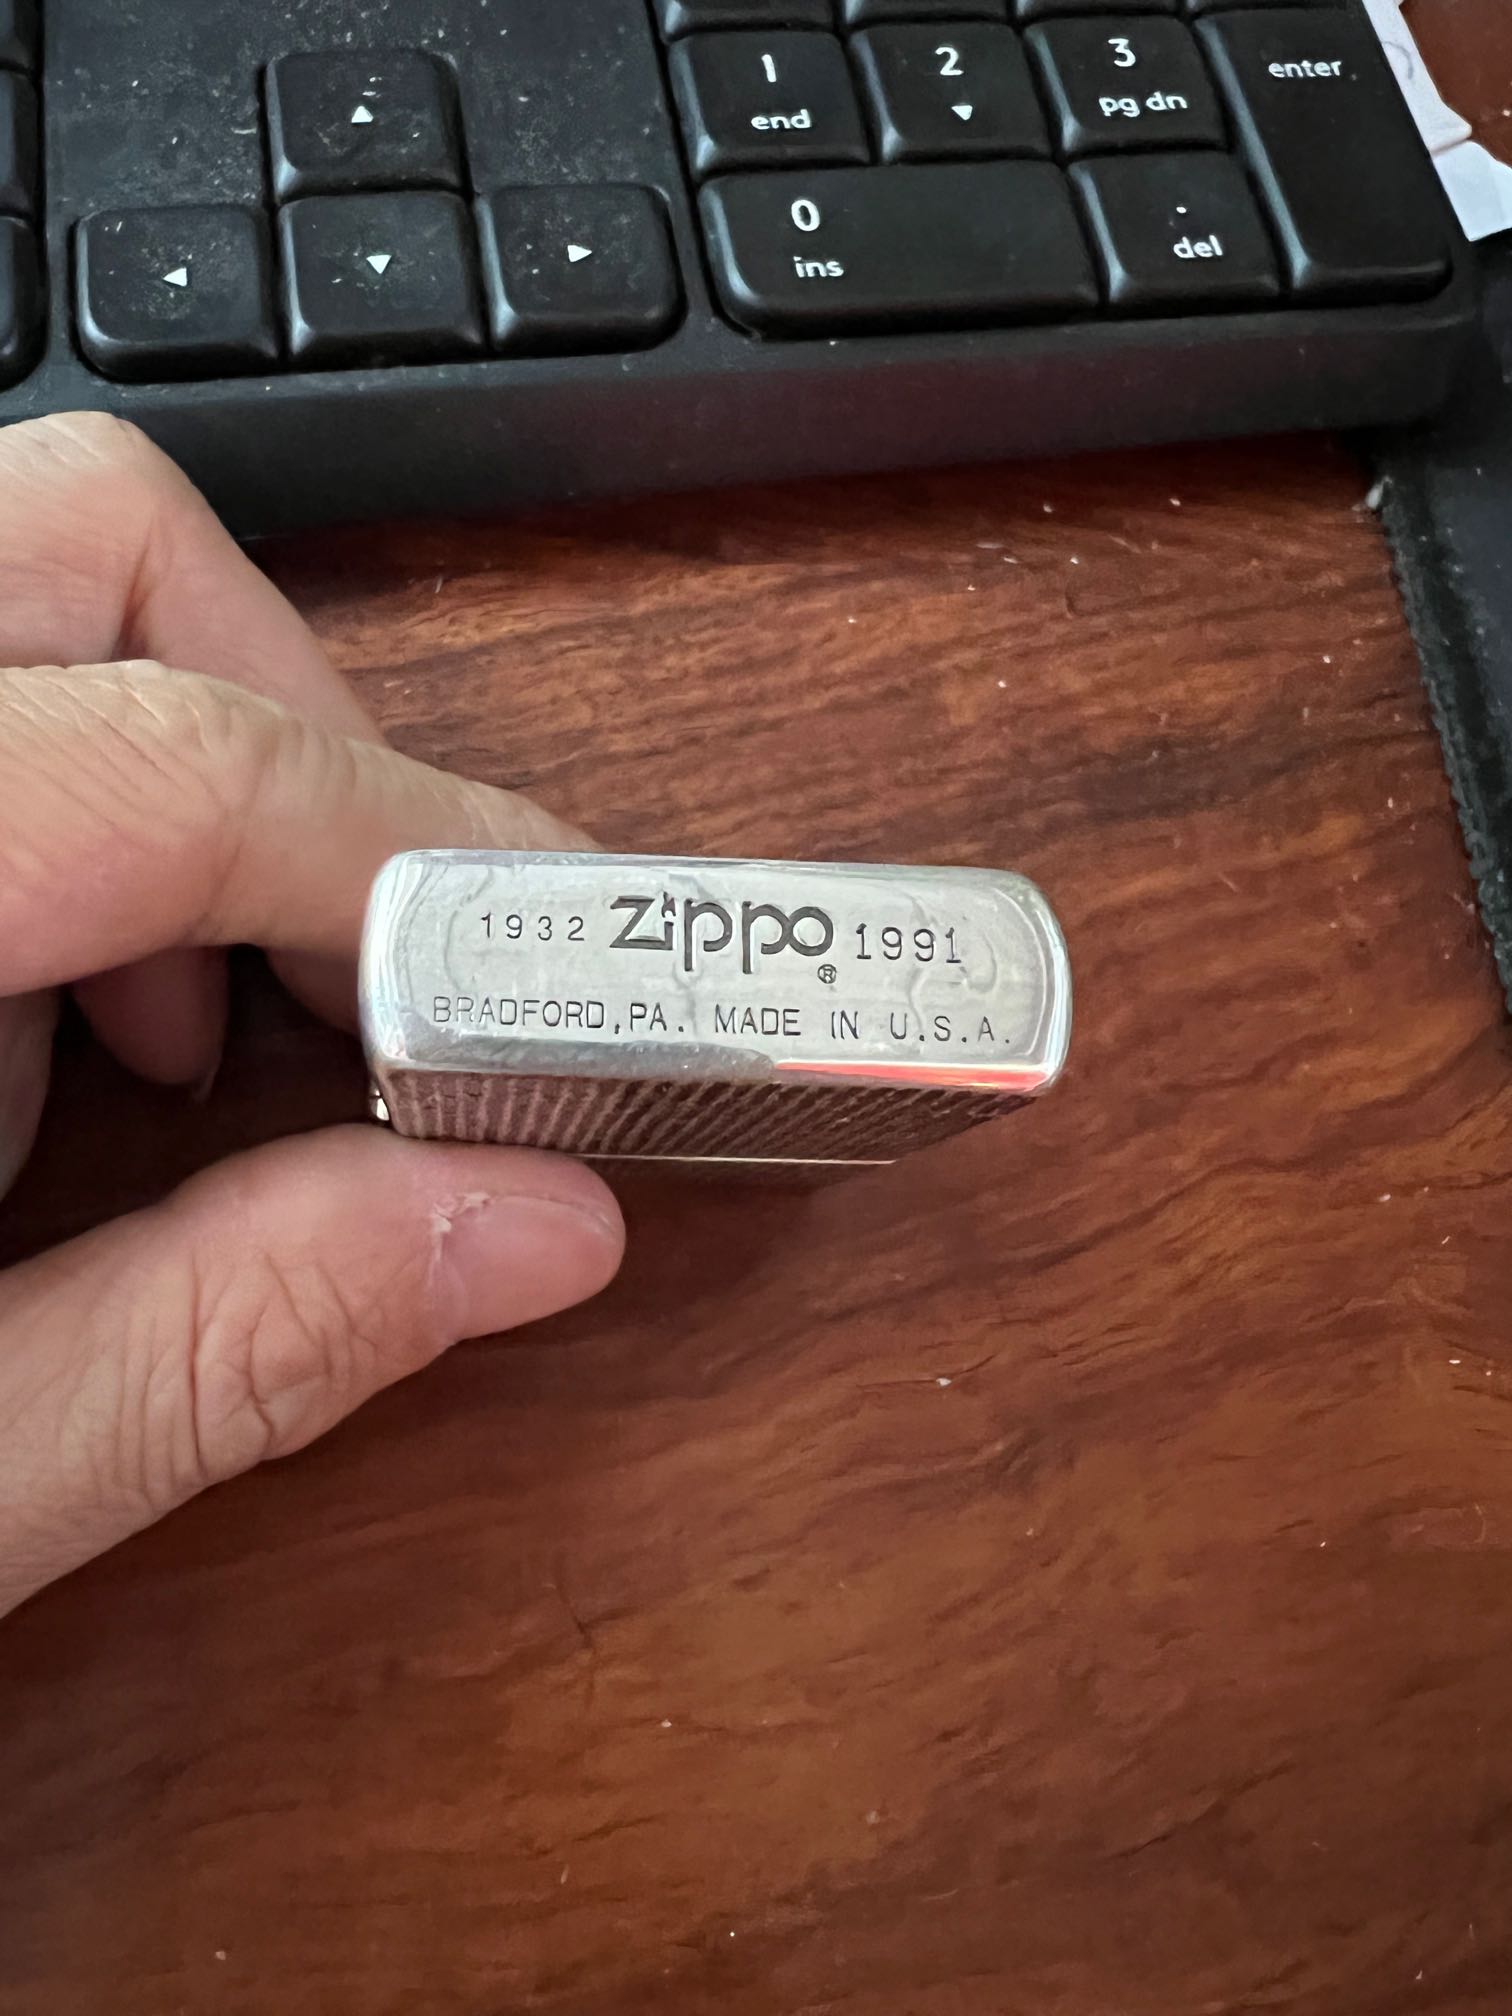 1
end
2
3
pg dn
enter
0
ins
.
del
1932 Zippo® 1991
BRADFORD, PA. MADE IN U.S.A.